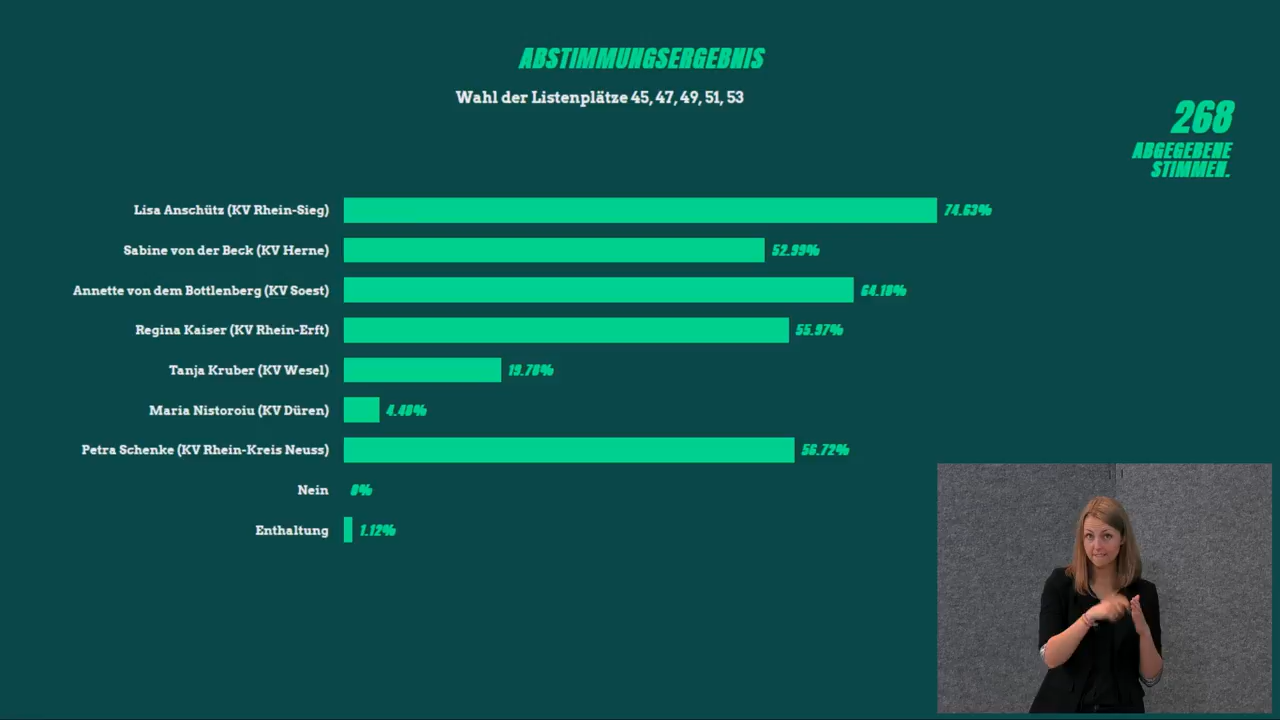 ABSTIMMUNGSERGEBNIS
Wahl der Listenplätze 45, 47, 49, 51, 53
268
ABGEGEBENE
STIMMEN.
Lisa Anschütz (KV Rhein-Sieg) 74.63%
Sabine von der Beck (KV Herne) 52.99%
Annette von dem Bottlenberg (KV Soest) 64.18%
Regina Kaiser (KV Rhein-Erft) 55.97%
Tanja Kruber (KV Wesel) 19.78%
Maria Nistoroiu (KV Düren) 4.48%
Petra Schenke (KV Rhein-Kreis Neuss) 56.72%
Nein 0%
Enthaltung 1.12%